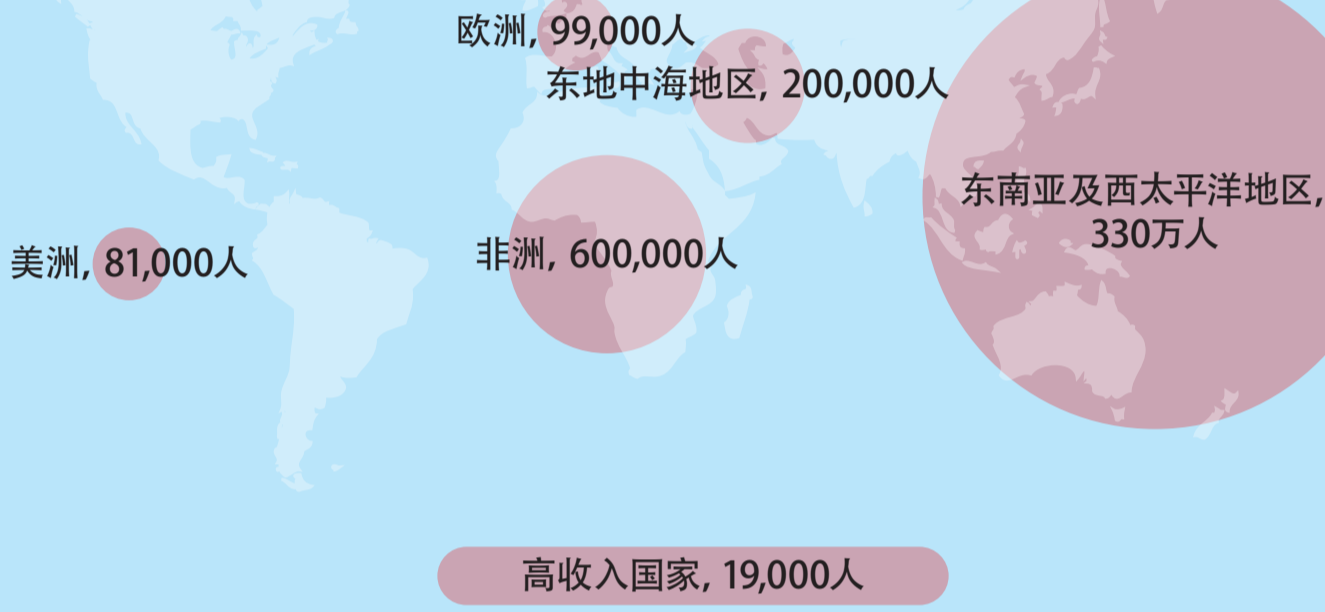 欧洲, 99,000人
东地中海地区, 200,000人
东南亚及西太平洋地区,
330万人
美洲, 81,000人
非洲, 600,000人
高收入国家, 19,000人